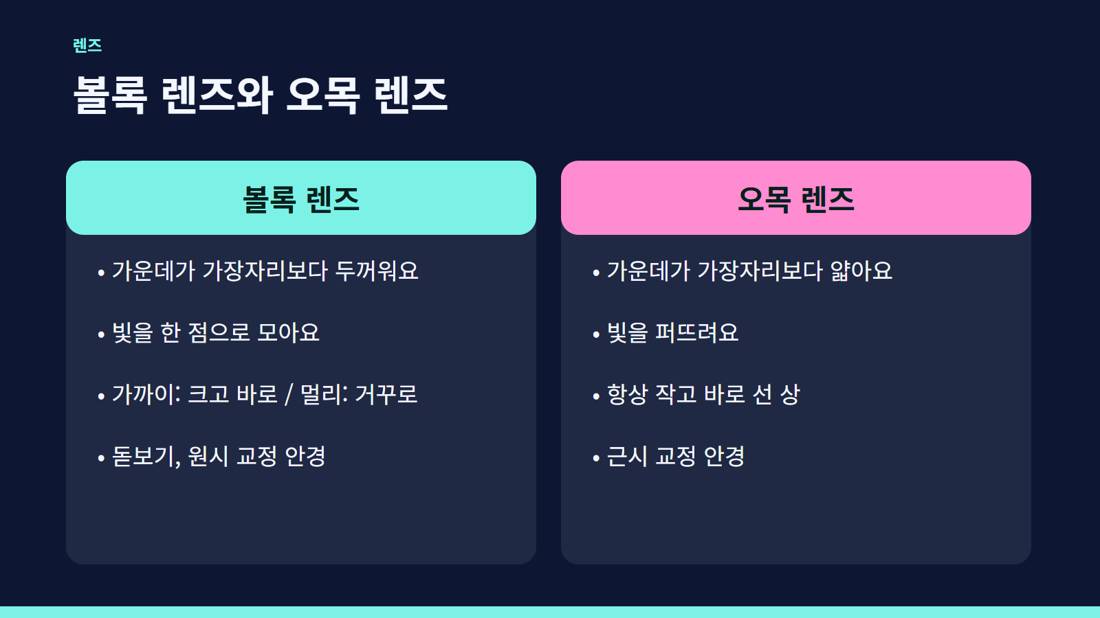 렌즈
볼록 렌즈와 오목 렌즈
볼록 렌즈
• 가운데가 가장자리보다 두꺼워요
• 빛을 한 점으로 모아요
• 가까이: 크고 바로 / 멀리: 거꾸로
• 돋보기, 원시 교정 안경
오목 렌즈
• 가운데가 가장자리보다 얇아요
• 빛을 퍼뜨려요
• 항상 작고 바로 선 상
• 근시 교정 안경